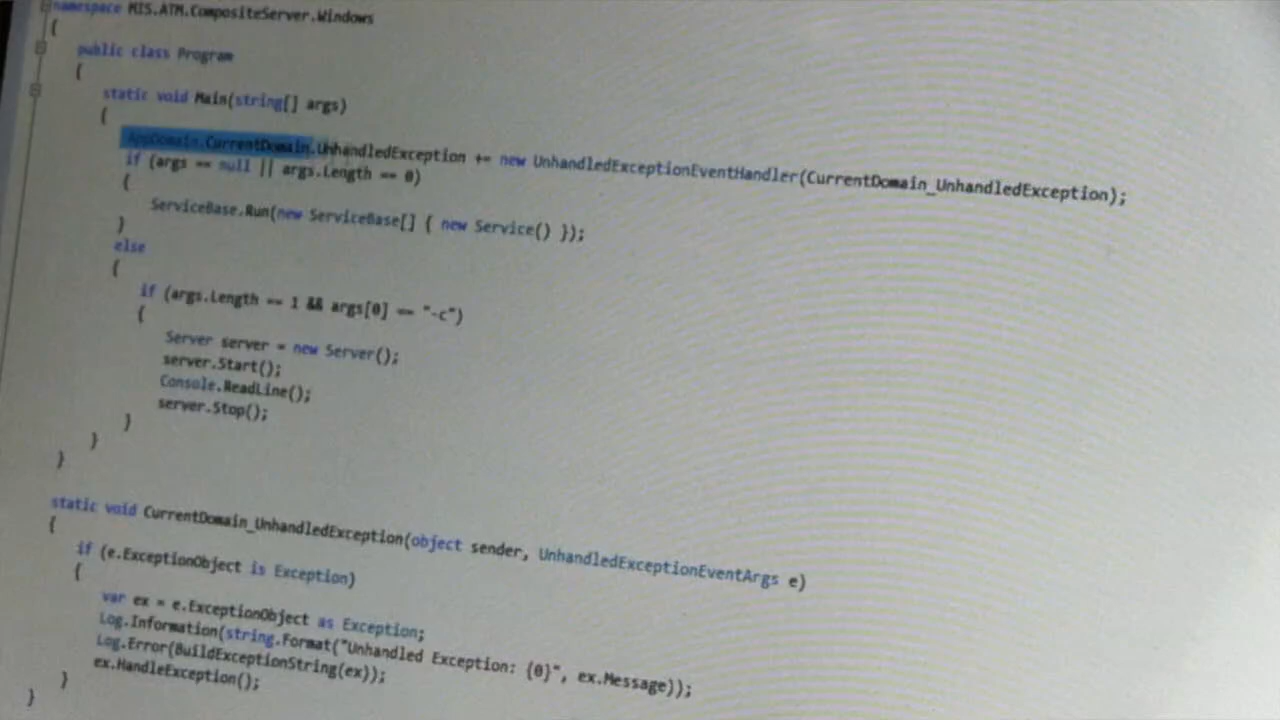 namespace MIS.ATM.CompositeServer.Windows
{
public class Program
{
static void Main(string[] args)
{
AppDomain.CurrentDomain.UnhandledException += new UnhandledExceptionEventHandler(CurrentDomain_UnhandledException);
if (args == null || args.Length == 0)
{
ServiceBase.Run(new ServiceBase[] { new Service() });
}
else
{
if (args.Length == 1 && args[0] == "-c")
{
Server server = new Server();
server.Start();
Console.ReadLine();
server.Stop();
}
}
}
static void CurrentDomain_UnhandledException(object sender, UnhandledExceptionEventArgs e)
{
if (e.ExceptionObject is Exception)
{
var ex = e.ExceptionObject as Exception;
Log.Information(string.Format("Unhandled Exception: {0}", ex.Message));
Log.Error(BuildExceptionString(ex));
ex.HandleException();
}
}